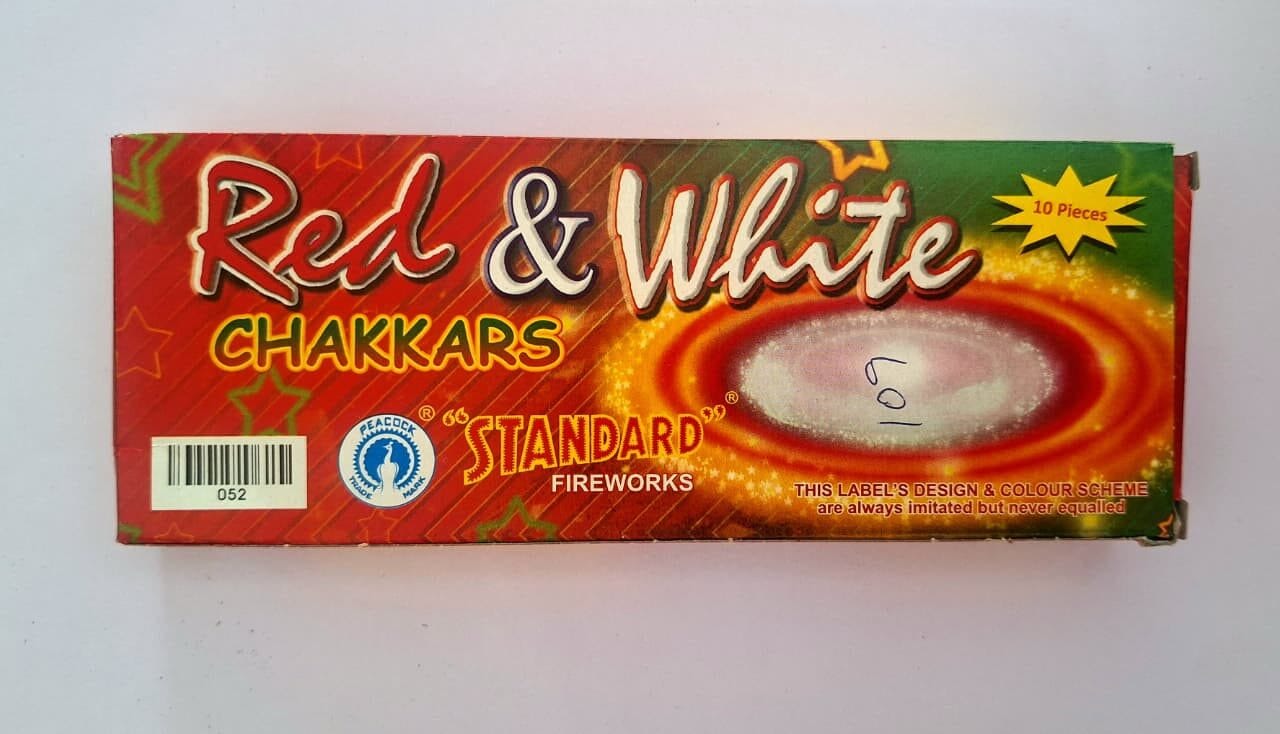 Red & White
10 Pieces
CHAKKARS
PEACOCK
TRADE MARK
®
"STANDARD"®
FIREWORKS
052
THIS LABEL'S DESIGN & COLOUR SCHEME
are always imitated but never equalled